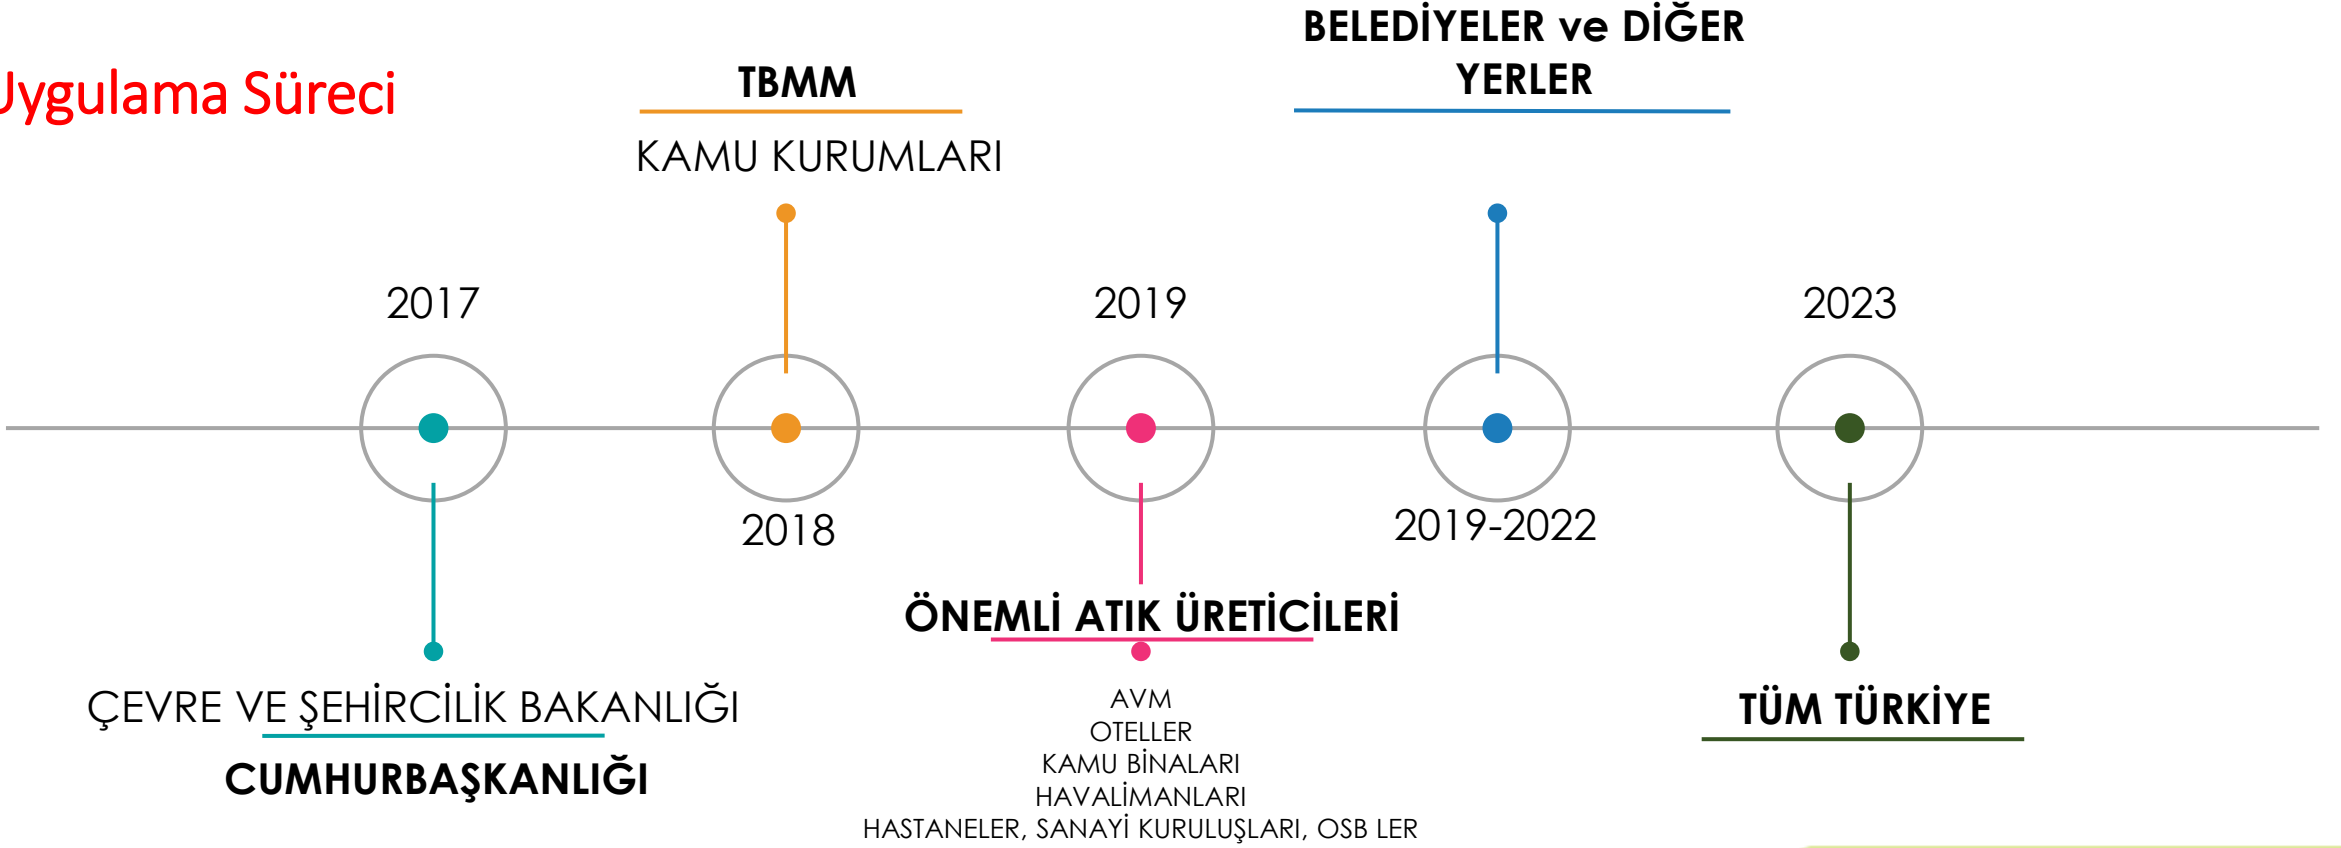 Uygulama Süreci
TBMM
KAMU KURUMLARI
BELEDİYELER ve DİĞER
YERLER
2017
2019
2023
2018
2019-2022
ÇEVRE VE ŞEHİRCİLİK BAKANLIĞI
CUMHURBAŞKANLIĞI
ÖNEMLİ ATIK ÜRETİCİLERİ
AVM
OTELLER
KAMU BİNALARI
HAVALİMANLARI
HASTANELER, SANAYİ KURULUŞLARI, OSB LER
TÜM TÜRKİYE